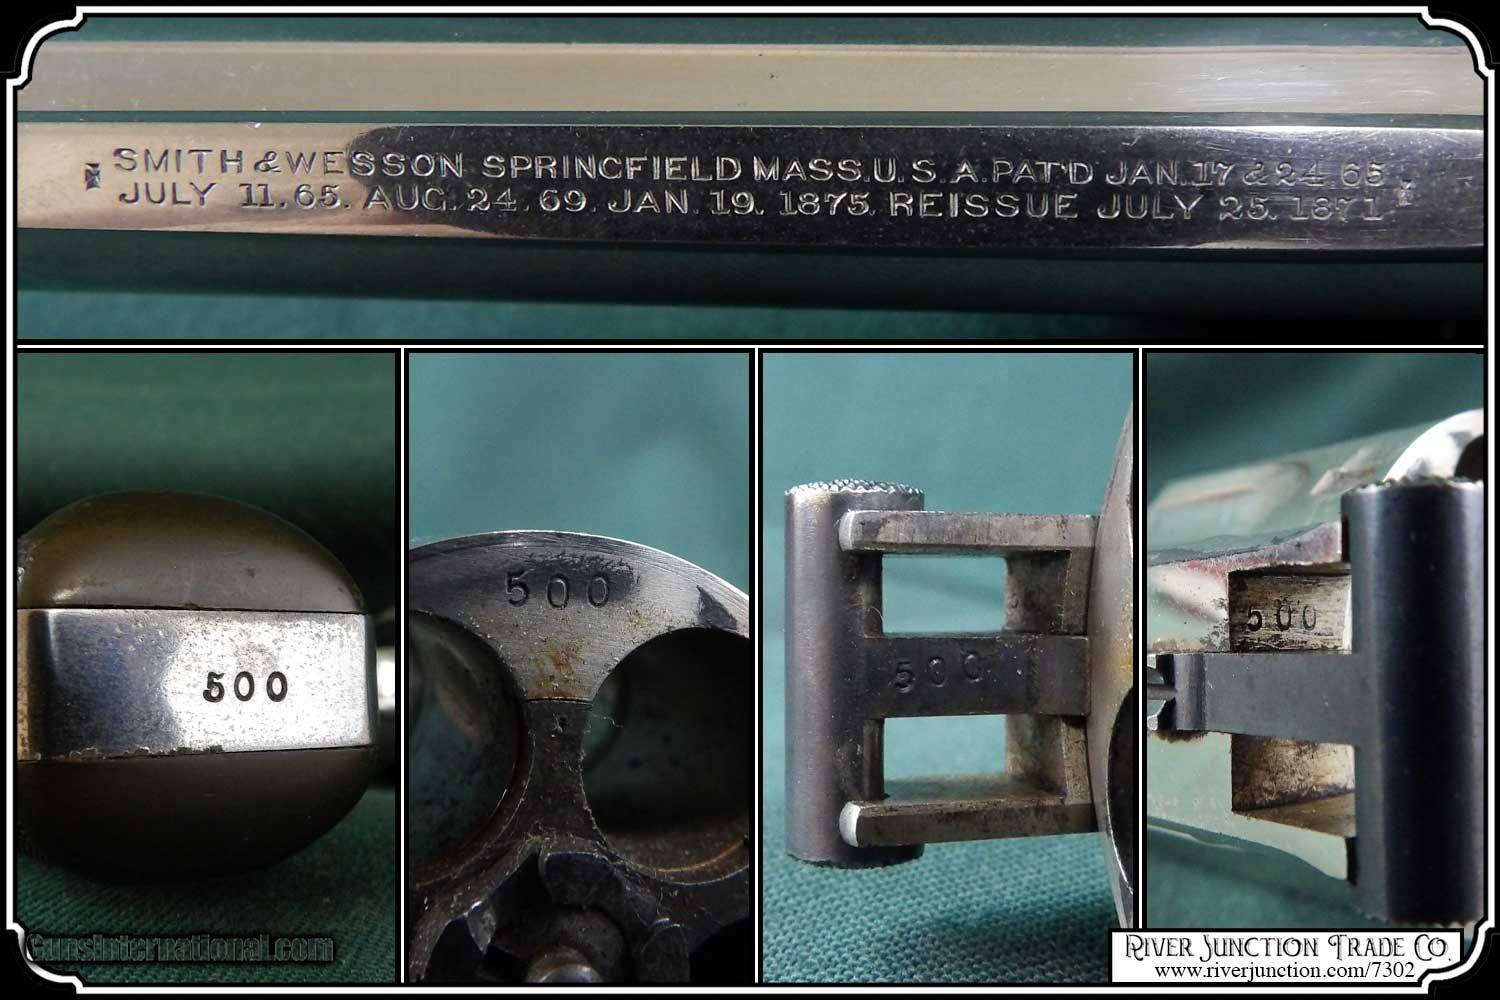 SMITH & WESSON SPRINGFIELD MASS. U.S.A. PAT'D JAN. 17 & 24. 65
JULY 11. 65. AUG. 24. 69. JAN. 19. 1875. REISSUE JULY 25. 1871
500
500
500
500
GunsInternational.com
River Junction Trade Co.
www.riverjunction.com/7302